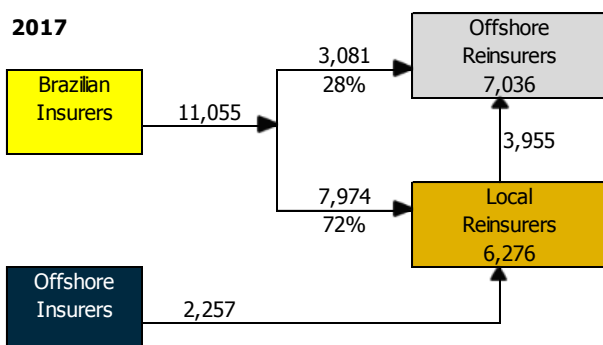 2017
Brazilian
Insurers
11,055
3,081
28%
Offshore
Reinsurers
7,036
3,955
7,974
72%
Local
Reinsurers
6,276
Offshore
Insurers
2,257